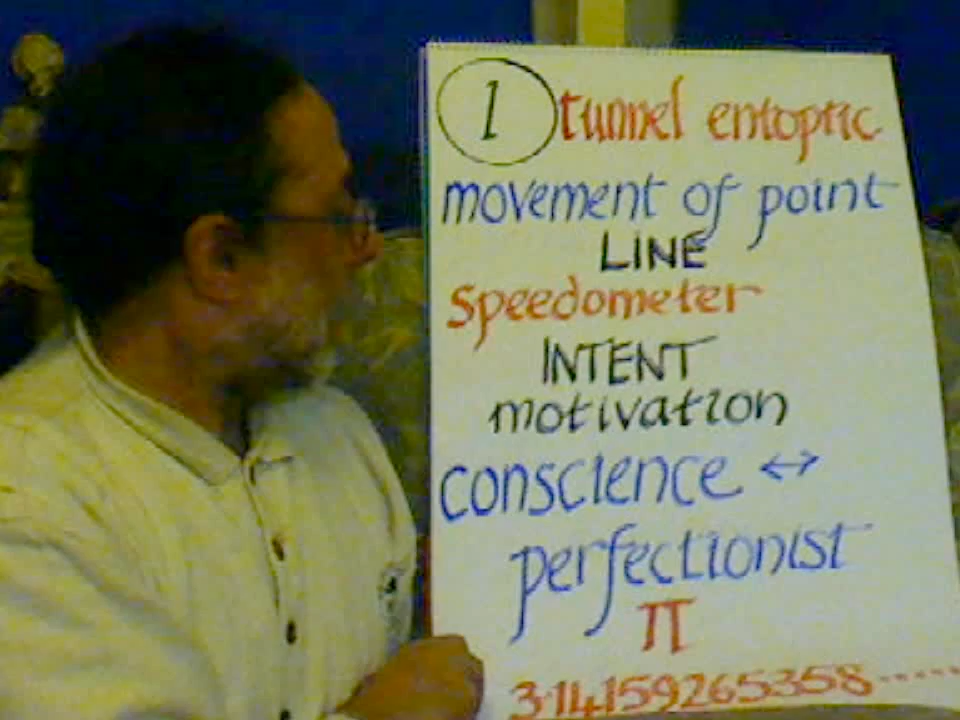 1 tunnel entoptic
movement of point
LINE
Speedometer
INTENT
motivation
conscience ↔
perfectionist
π
3.14159265358......